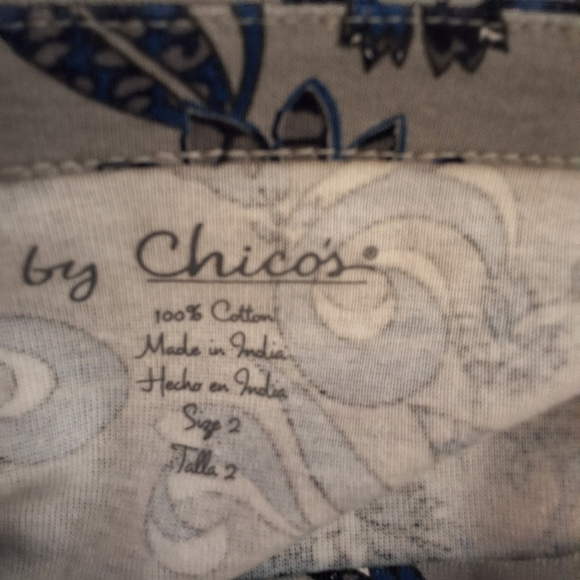 by Chico's®
100% Cotton
Made in India
Hecho en India
Size 2
Talla 2